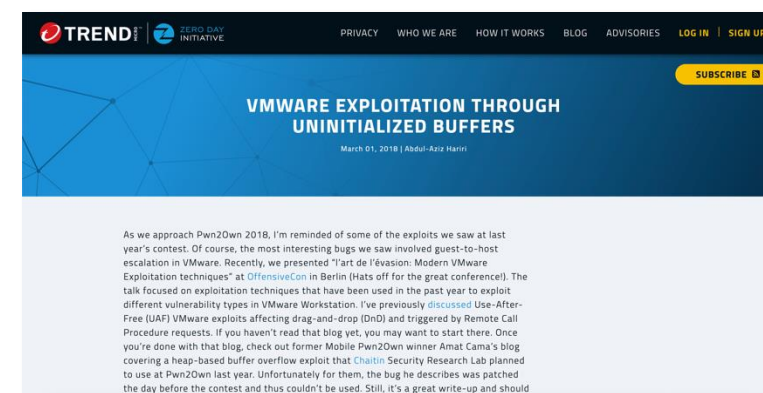 TREND MICRO ZERO DAY INITIATIVE PRIVACY WHO WE ARE HOW IT WORKS BLOG ADVISORIES LOG IN | SIGN UP
SUBSCRIBE
VMWARE EXPLOITATION THROUGH
UNINITIALIZED BUFFERS
March 01, 2018 | Abdul-Aziz Hariri
As we approach Pwn2Own 2018, I'm reminded of some of the exploits we saw at last
year's contest. Of course, the most interesting bugs we saw involved guest-to-host
escalation in VMware. Recently, we presented "l'art de l'évasion: Modern VMware
Exploitation techniques" at OffensiveCon in Berlin (Hats off for the great conference!). The
talk focused on exploitation techniques that have been used in the past year to exploit
different vulnerability types in VMware Workstation. I've previously discussed Use-After-
Free (UAF) VMware exploits affecting drag-and-drop (DnD) and triggered by Remote Call
Procedure requests. If you haven't read that blog yet, you may want to start there. Once
you're done with that blog, check out former Mobile Pwn2Own winner Amat Cama's blog
covering a heap-based buffer overflow exploit that Chaitin Security Research Lab planned
to use at Pwn2Own last year. Unfortunately for them, the bug he describes was patched
the day before the contest and thus couldn't be used. Still, it's a great write-up and should